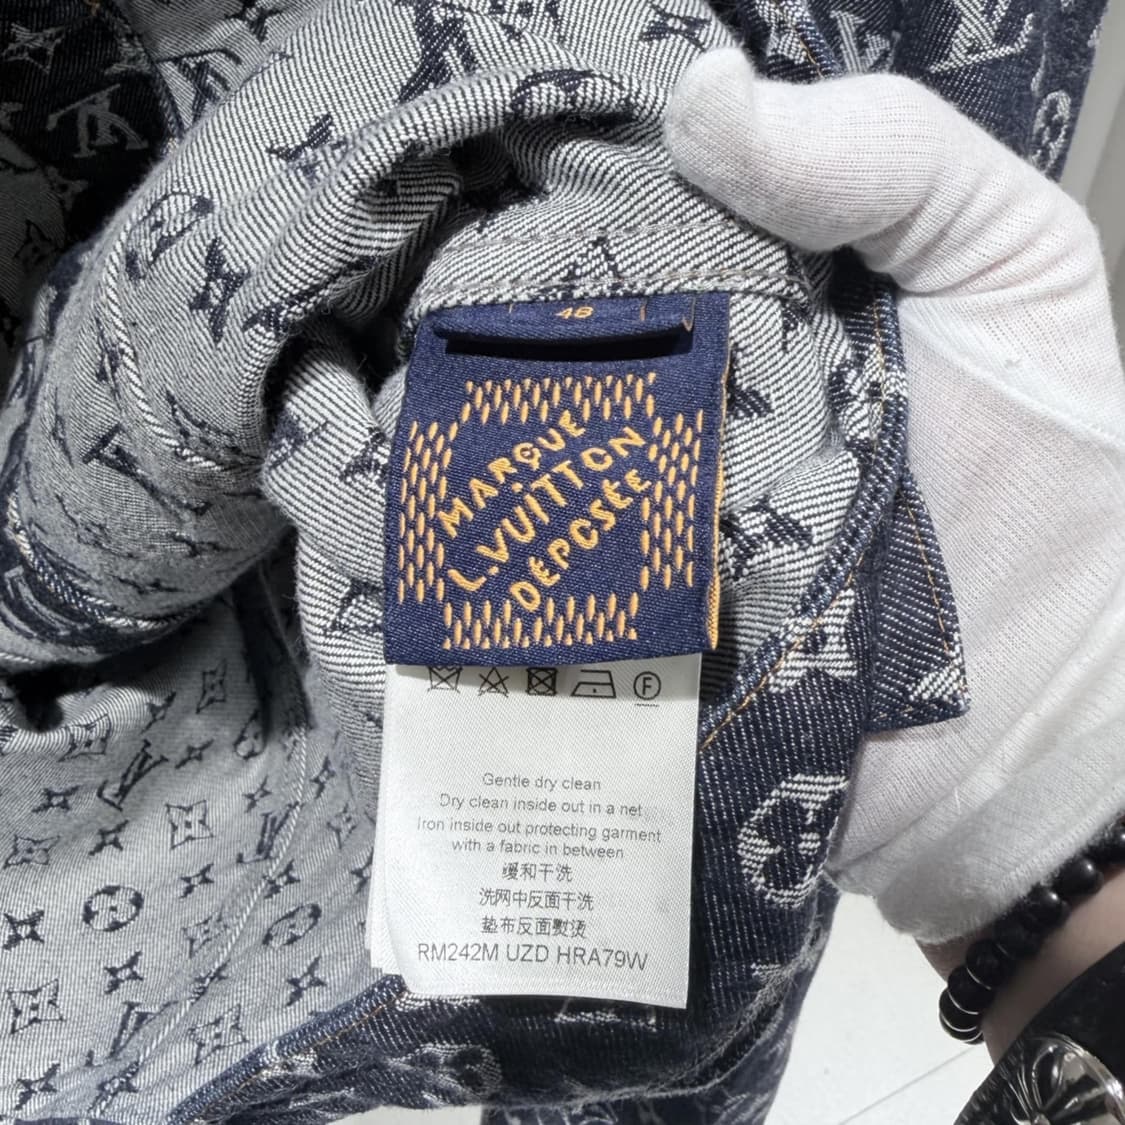 48
MARQUE
L.VUITTON
DÉPOSÉE
F
Gentle dry clean
Dry clean inside out in a net
Iron inside out protecting garment
with a fabric in between
缓和干洗
洗网中反面干洗
垫布反面熨烫
RM242M UZD HRA79W